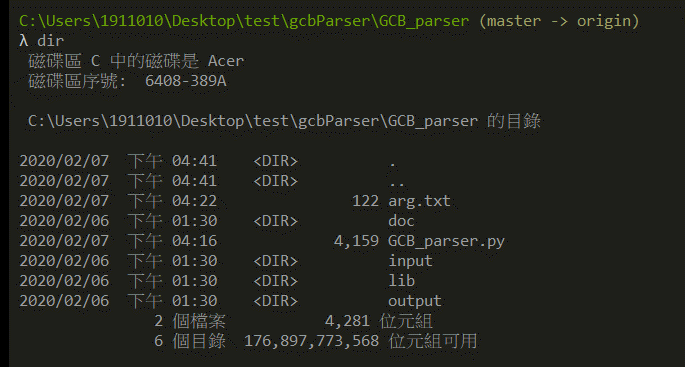 C:\Users\1911010\Desktop\test\gcbParser\GCB_parser (master -> origin)
λ dir
 磁碟區 C 中的磁碟是 Acer
 磁碟區序號:  6408-389A

 C:\Users\1911010\Desktop\test\gcbParser\GCB_parser 的目錄

2020/02/07  下午 04:41    <DIR>          .
2020/02/07  下午 04:41    <DIR>          ..
2020/02/07  下午 04:22               122 arg.txt
2020/02/06  下午 01:30    <DIR>          doc
2020/02/07  下午 04:16             4,159 GCB_parser.py
2020/02/06  下午 01:30    <DIR>          input
2020/02/06  下午 01:30    <DIR>          lib
2020/02/06  下午 01:30    <DIR>          output
               2 個檔案           4,281 位元組
               6 個目錄  176,897,773,568 位元組可用